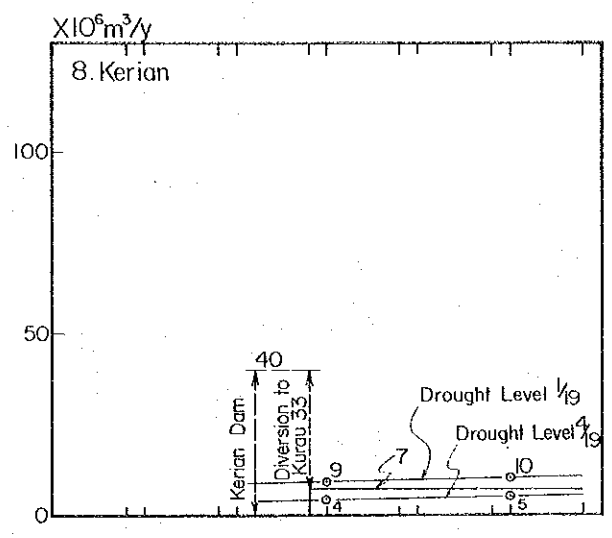 X10⁶m³/y
8. Kerian
100
50
0
40
Kerian Dam
Diversion to
Kurau 33
Drought Level 1/19
Drought Level 4/19
9
7
10
4
5